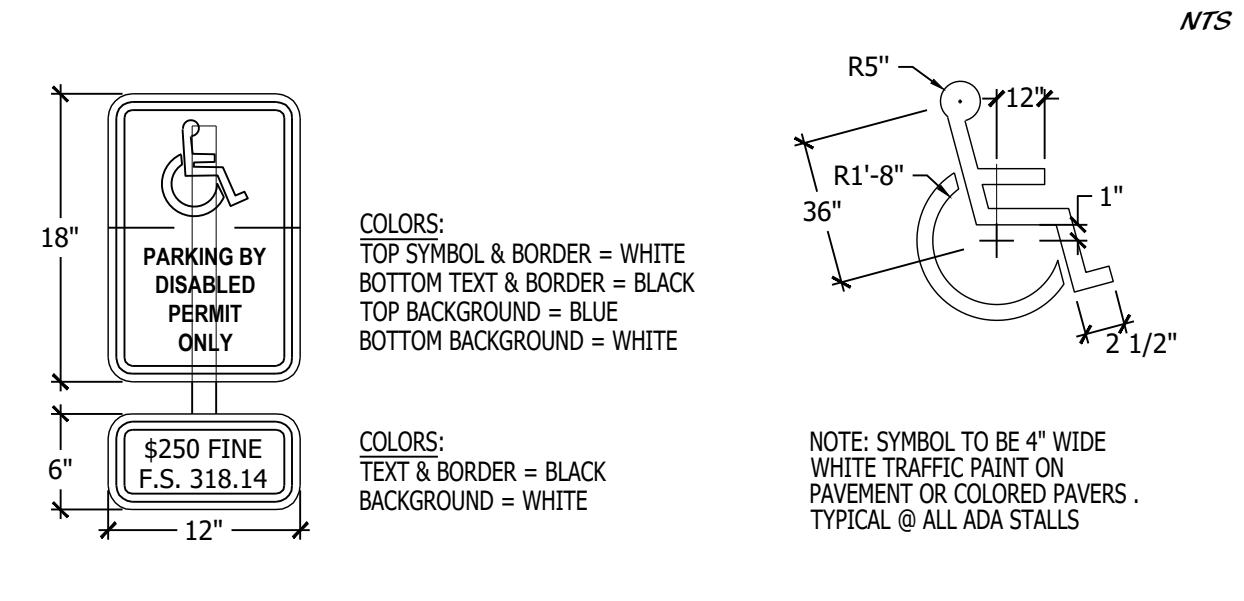 NTS
18"
PARKING BY
DISABLED
PERMIT
ONLY
6"
$250 FINE
F.S. 318.14
12"
COLORS:
TOP SYMBOL & BORDER = WHITE
BOTTOM TEXT & BORDER = BLACK
TOP BACKGROUND = BLUE
BOTTOM BACKGROUND = WHITE
COLORS:
TEXT & BORDER = BLACK
BACKGROUND = WHITE
R5"
12"
R1'-8"
36"
1"
2 1/2"
NOTE: SYMBOL TO BE 4" WIDE
WHITE TRAFFIC PAINT ON
PAVEMENT OR COLORED PAVERS .
TYPICAL @ ALL ADA STALLS